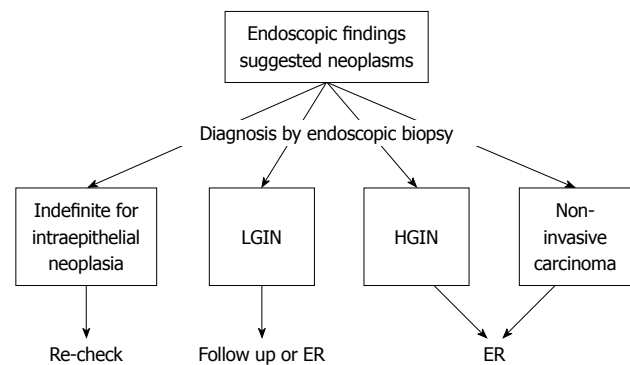 Endoscopic findings
suggested neoplasms
Diagnosis by endoscopic biopsy
Indefinite for
intraepithelial
neoplasia
LGIN
HGIN
Non-
invasive
carcinoma
Re-check
Follow up or ER
ER